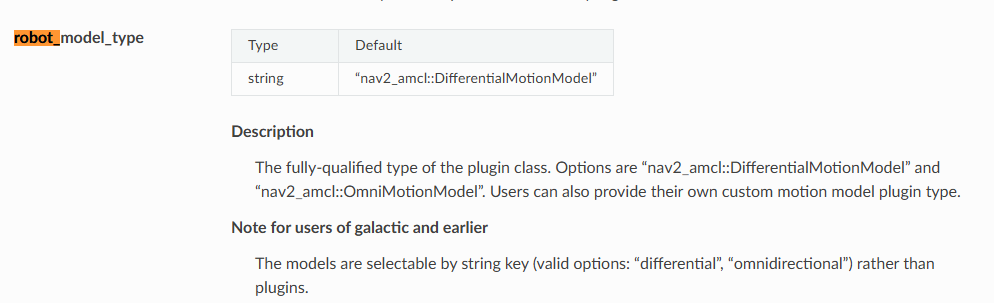 robot_model_type
Type Default
string “nav2_amcl::DifferentialMotionModel”
Description
The fully-qualified type of the plugin class. Options are “nav2_amcl::DifferentialMotionModel” and
“nav2_amcl::OmniMotionModel”. Users can also provide their own custom motion model plugin type.
Note for users of galactic and earlier
The models are selectable by string key (valid options: “differential”, “omnidirectional”) rather than
plugins.